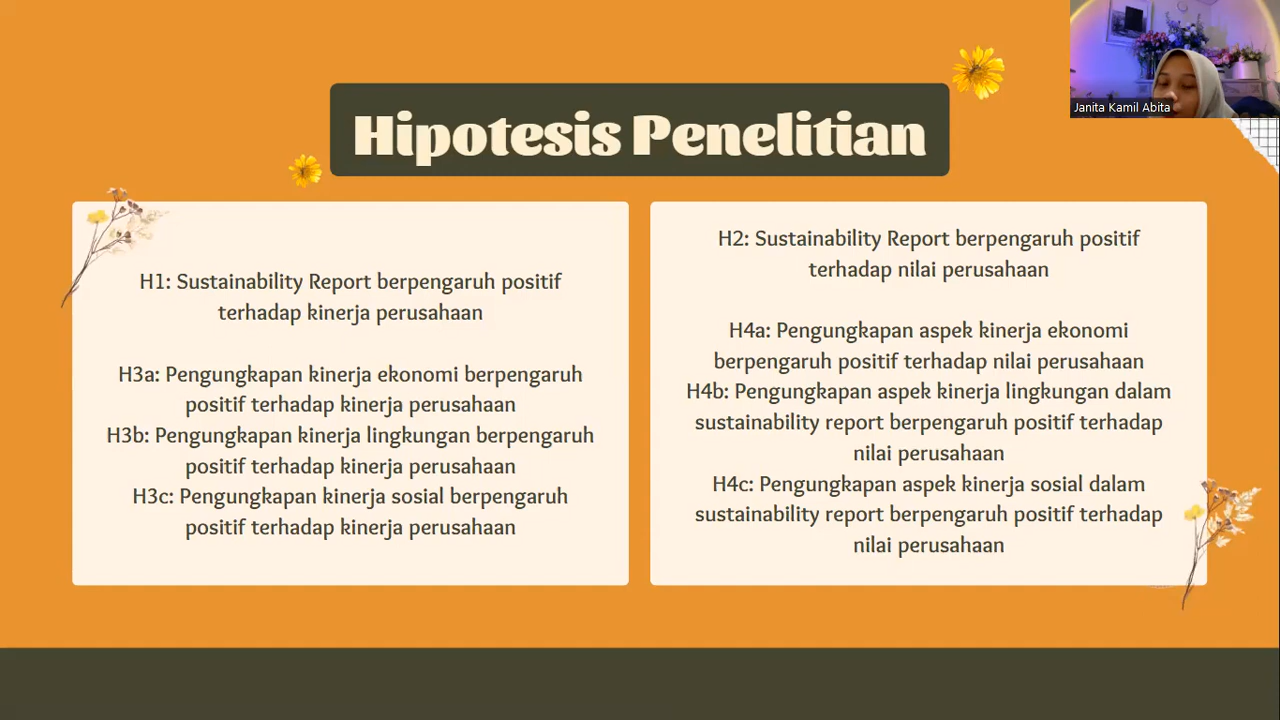 Janita Kamil Abita
Hipotesis Penelitian
H1: Sustainability Report berpengaruh positif
terhadap kinerja perusahaan
H3a: Pengungkapan kinerja ekonomi berpengaruh
positif terhadap kinerja perusahaan
H3b: Pengungkapan kinerja lingkungan berpengaruh
positif terhadap kinerja perusahaan
H3c: Pengungkapan kinerja sosial berpengaruh
positif terhadap kinerja perusahaan
H2: Sustainability Report berpengaruh positif
terhadap nilai perusahaan
H4a: Pengungkapan aspek kinerja ekonomi
berpengaruh positif terhadap nilai perusahaan
H4b: Pengungkapan aspek kinerja lingkungan dalam
sustainability report berpengaruh positif terhadap
nilai perusahaan
H4c: Pengungkapan aspek kinerja sosial dalam
sustainability report berpengaruh positif terhadap
nilai perusahaan